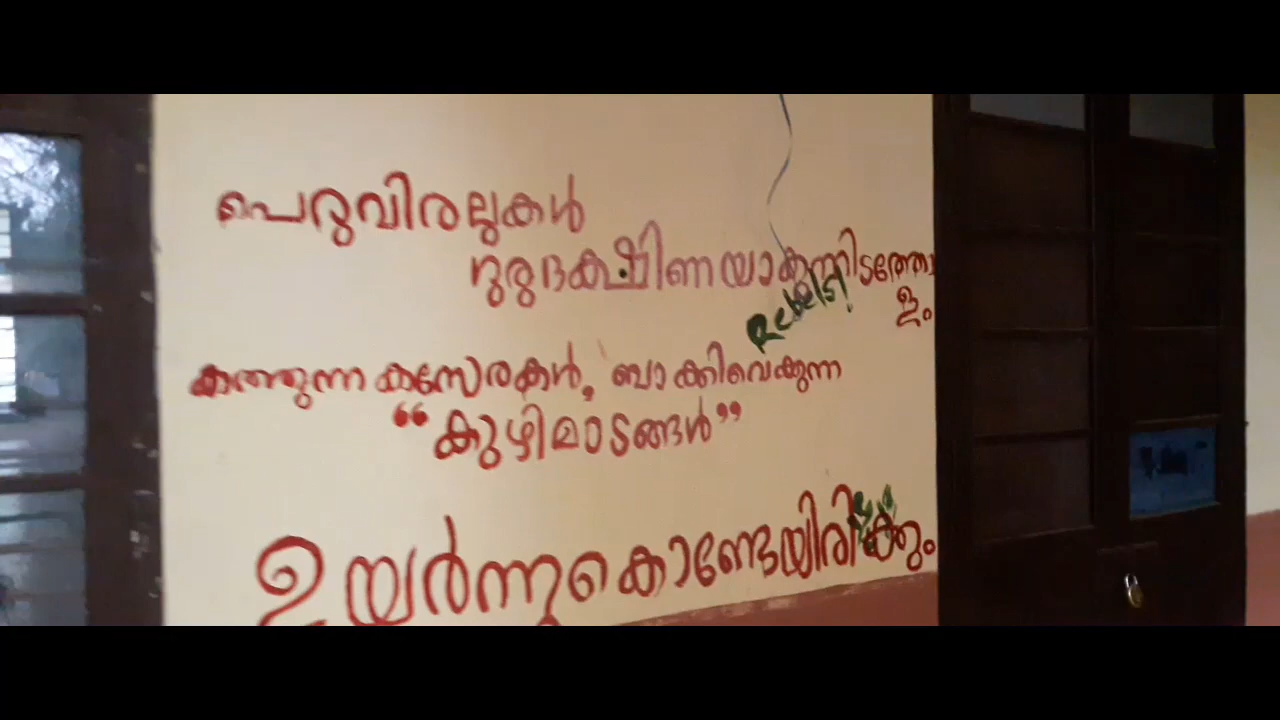 പെരുവിരലുകൾ
ഗുരുദക്ഷിണയാകുന്നിടത്തോ
ളം
കത്തുന്ന കസേരകൾ, ബാക്കിവെക്കുന്ന
“കുഴിമാടങ്ങൾ”
ഉയർന്നുകൊണ്ടേയിരിക്കും